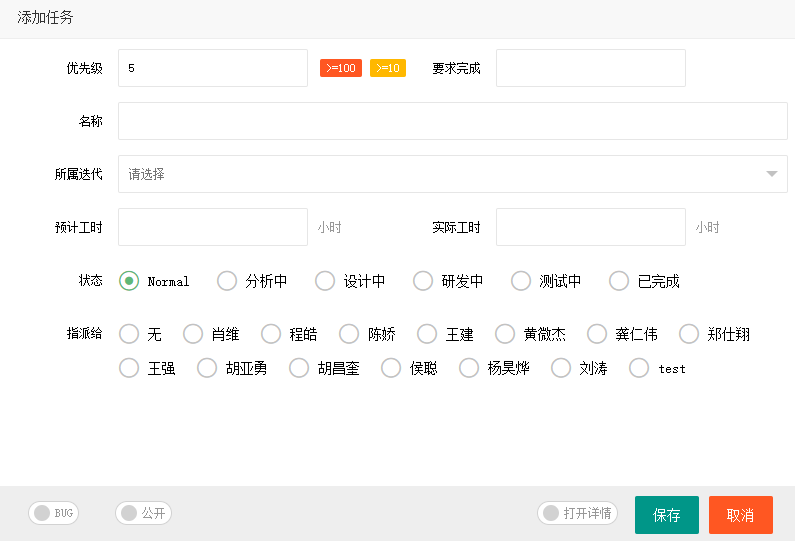 添加任务
优先级 5 >=100 >=10 要求完成
名称
所属迭代 请选择
预计工时 小时 实际工时 小时
状态 Normal 分析中 设计中 研发中 测试中 已完成
指派给 无 肖维 程皓 陈娇 王建 黄微杰 龚仁伟 郑仕翔
王强 胡亚勇 胡昌奎 侯聪 杨昊烨 刘涛 test
BUG 公开 打开详情 保存 取消